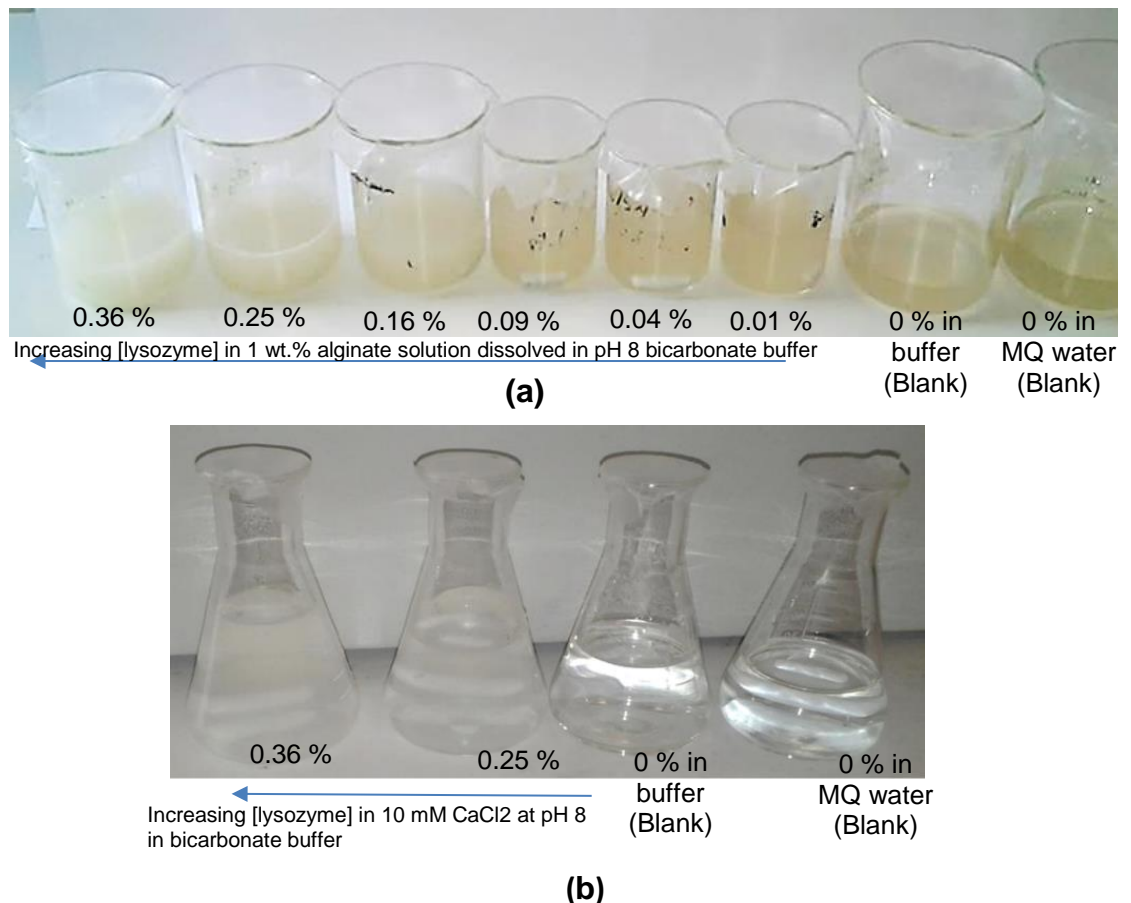 0.36 %
0.25 %
0.16 %
0.09 %
0.04 %
0.01 %
0 % in
buffer
(Blank)
0 % in
MQ water
(Blank)
Increasing [lysozyme] in 1 wt.% alginate solution dissolved in pH 8 bicarbonate buffer
(a)
0.36 %
0.25 %
0 % in
buffer
(Blank)
0 % in
MQ water
(Blank)
Increasing [lysozyme] in 10 mM CaCl2 at pH 8
in bicarbonate buffer
(b)